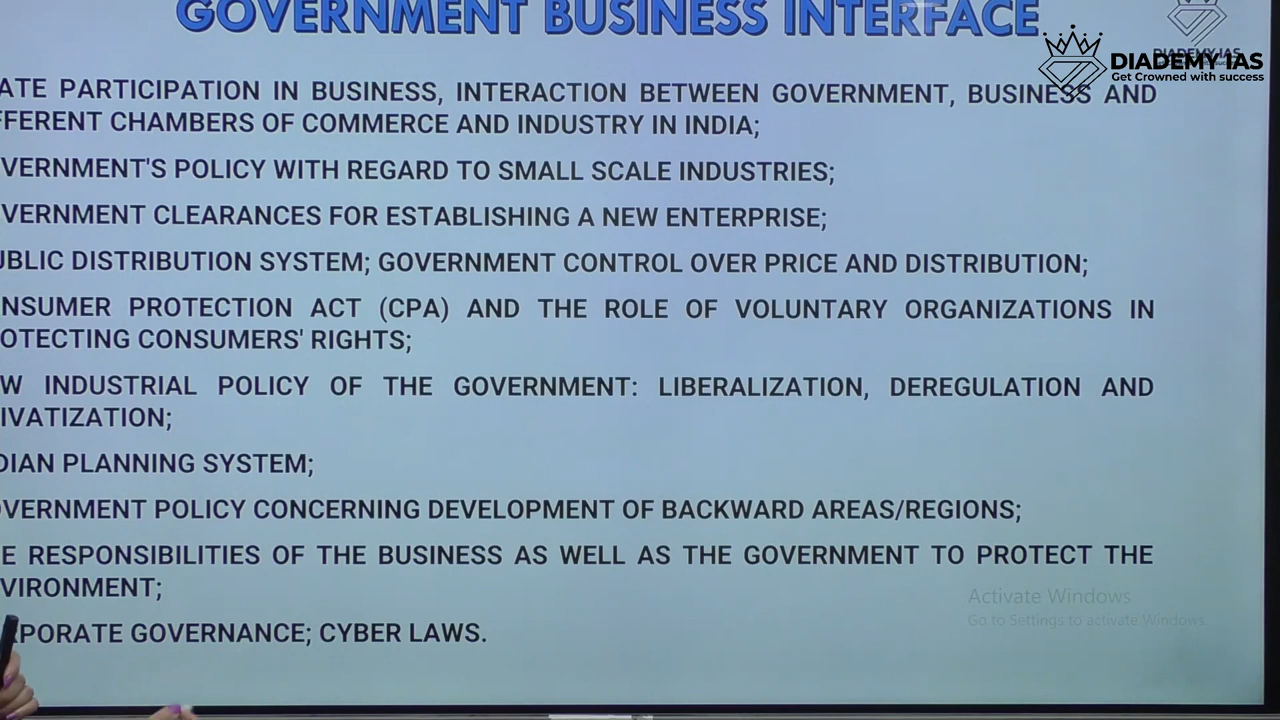 GOVERNMENT BUSINESS INTERFACE
DIADEMY IAS
Get Crowned with success
DIADEMY IAS
ATE PARTICIPATION IN BUSINESS, INTERACTION BETWEEN GOVERNMENT, BUSINESS AND
FFERENT CHAMBERS OF COMMERCE AND INDUSTRY IN INDIA;
VERNMENT'S POLICY WITH REGARD TO SMALL SCALE INDUSTRIES;
VERNMENT CLEARANCES FOR ESTABLISHING A NEW ENTERPRISE;
UBLIC DISTRIBUTION SYSTEM; GOVERNMENT CONTROL OVER PRICE AND DISTRIBUTION;
NSUMER PROTECTION ACT (CPA) AND THE ROLE OF VOLUNTARY ORGANIZATIONS IN
OTECTING CONSUMERS' RIGHTS;
W INDUSTRIAL POLICY OF THE GOVERNMENT: LIBERALIZATION, DEREGULATION AND
IVATIZATION;
DIAN PLANNING SYSTEM;
OVERNMENT POLICY CONCERNING DEVELOPMENT OF BACKWARD AREAS/REGIONS;
E RESPONSIBILITIES OF THE BUSINESS AS WELL AS THE GOVERNMENT TO PROTECT THE
VIRONMENT;
RPORATE GOVERNANCE; CYBER LAWS.
Activate Windows
Go to Settings to activate Windows.